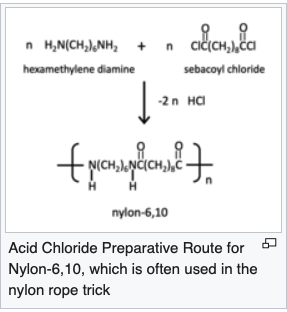 O O
n H₂N(CH₂)₆NH₂ + n ClC(CH₂)₈CCl
hexamethylene diamine sebacoyl chloride
-2 n HCl
O O
N(CH₂)₆NC(CH₂)₈C
H H n
nylon-6,10
Acid Chloride Preparative Route for
Nylon-6,10, which is often used in the
nylon rope trick